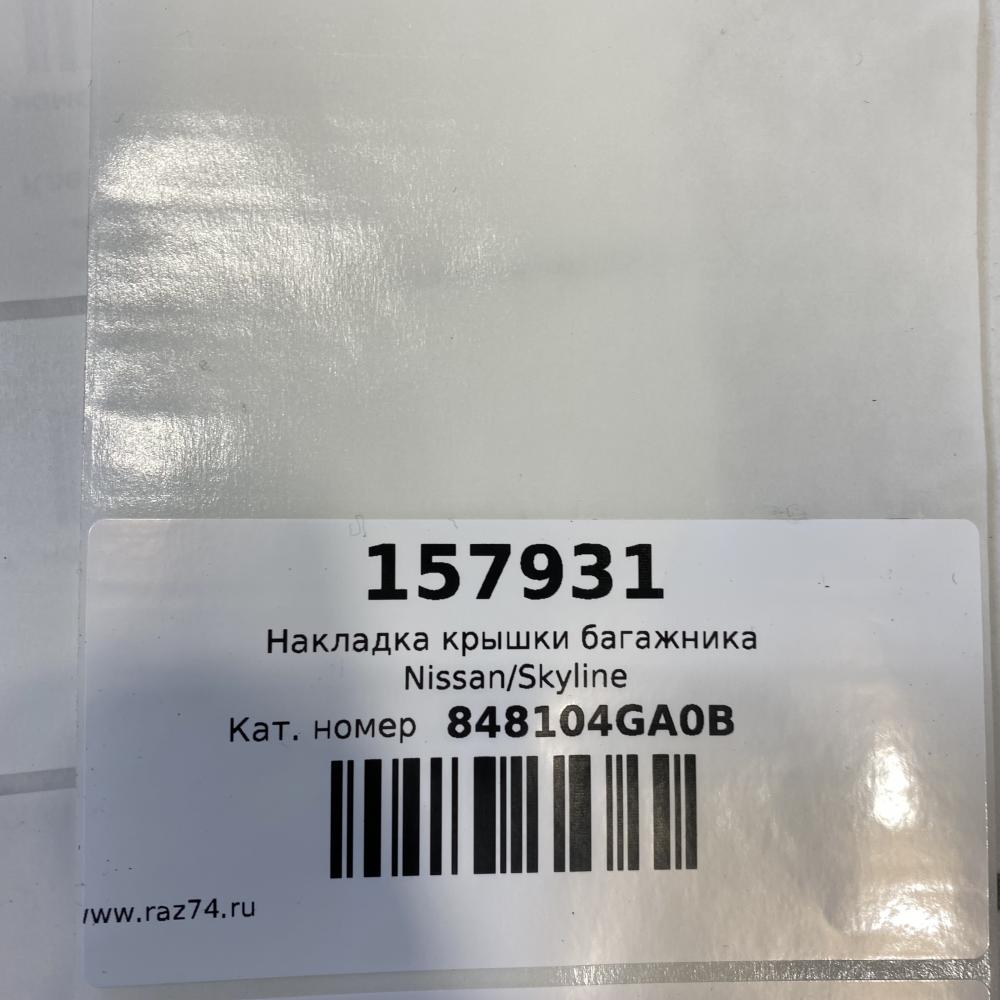 157931
Накладка крышки багажника
Nissan/Skyline
Кат. номер 848104GA0B
www.raz74.ru